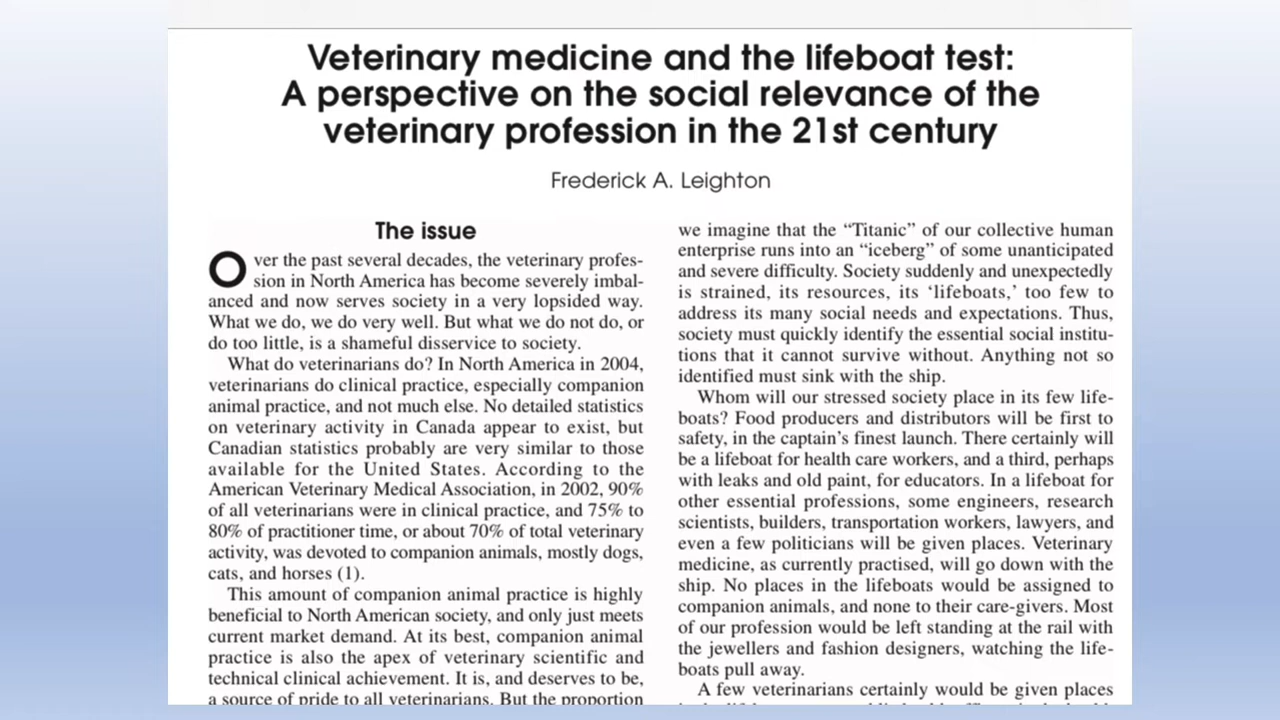 Veterinary medicine and the lifeboat test:
A perspective on the social relevance of the
veterinary profession in the 21st century
Frederick A. Leighton
The issue
Over the past several decades, the veterinary profes-
sion in North America has become severely imbal-
anced and now serves society in a very lopsided way.
What we do, we do very well. But what we do not do, or
do too little, is a shameful disservice to society.
What do veterinarians do? In North America in 2004,
veterinarians do clinical practice, especially companion
animal practice, and not much else. No detailed statistics
on veterinary activity in Canada appear to exist, but
Canadian statistics probably are very similar to those
available for the United States. According to the
American Veterinary Medical Association, in 2002, 90%
of all veterinarians were in clinical practice, and 75% to
80% of practitioner time, or about 70% of total veterinary
activity, was devoted to companion animals, mostly dogs,
cats, and horses (1).
This amount of companion animal practice is highly
beneficial to North American society, and only just meets
current market demand. At its best, companion animal
practice is also the apex of veterinary scientific and
technical clinical achievement. It is, and deserves to be,
a source of pride to all veterinarians. But the proportion
we imagine that the “Titanic” of our collective human
enterprise runs into an “iceberg” of some unanticipated
and severe difficulty. Society suddenly and unexpectedly
is strained, its resources, its ‘lifeboats,’ too few to
address its many social needs and expectations. Thus,
society must quickly identify the essential social institu-
tions that it cannot survive without. Anything not so
identified must sink with the ship.
Whom will our stressed society place in its few life-
boats? Food producers and distributors will be first to
safety, in the captain’s finest launch. There certainly will
be a lifeboat for health care workers, and a third, perhaps
with leaks and old paint, for educators. In a lifeboat for
other essential professions, some engineers, research
scientists, builders, transportation workers, lawyers, and
even a few politicians will be given places. Veterinary
medicine, as currently practised, will go down with the
ship. No places in the lifeboats would be assigned to
companion animals, and none to their care-givers. Most
of our profession would be left standing at the rail with
the jewellers and fashion designers, watching the life-
boats pull away.
A few veterinarians certainly would be given places